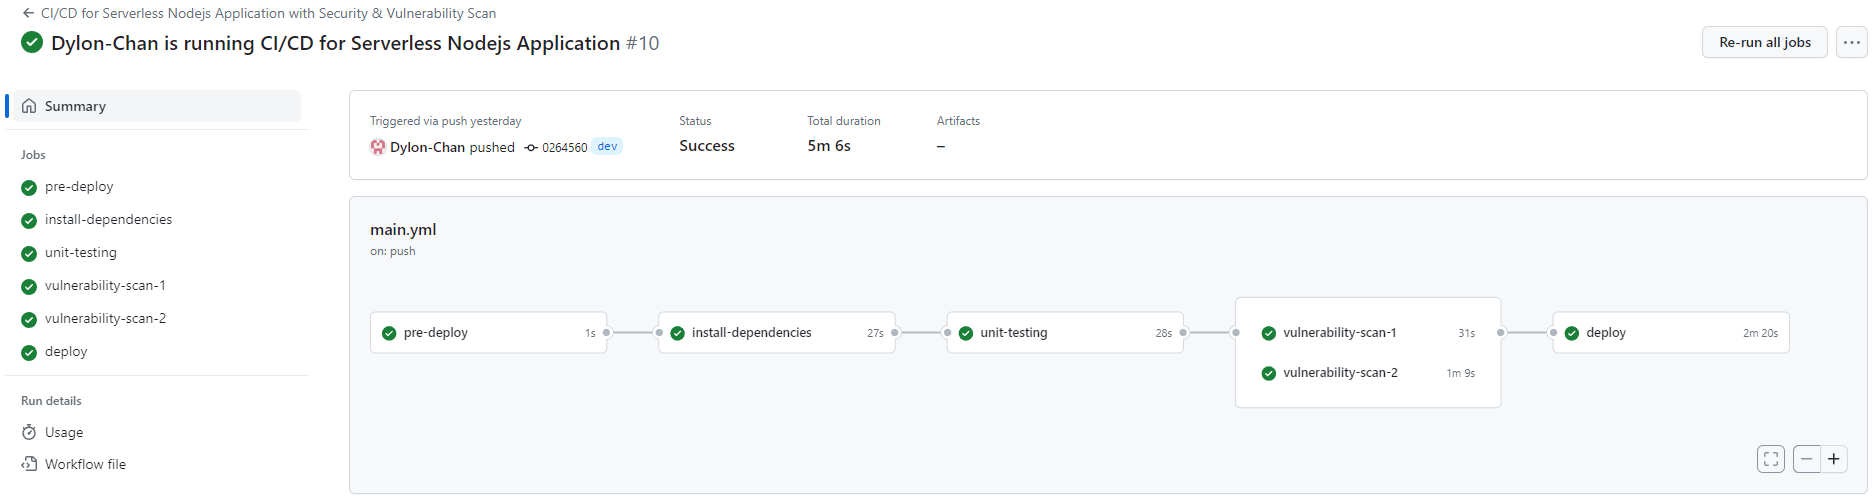 CI/CD for Serverless Nodejs Application with Security & Vulnerability Scan
Dylon-Chan is running CI/CD for Serverless Nodejs Application #10
Re-run all jobs
Summary
Jobs
pre-deploy
install-dependencies
unit-testing
vulnerability-scan-1
vulnerability-scan-2
deploy
Run details
Usage
Workflow file
Triggered via push yesterday
Dylon-Chan pushed 0264560 dev
Status
Success
Total duration
5m 6s
Artifacts
–
main.yml
on: push
pre-deploy 1s
install-dependencies 27s
unit-testing 28s
vulnerability-scan-1 31s
vulnerability-scan-2 1m 9s
deploy 2m 20s